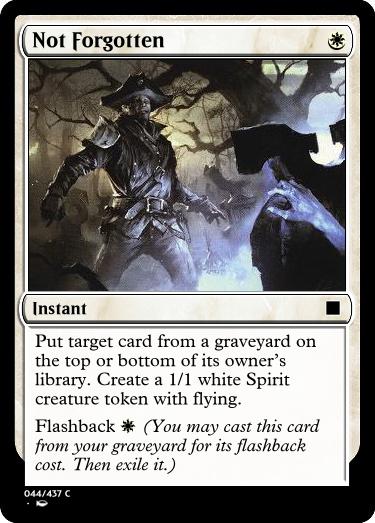 Not Forgotten
Instant
Put target card from a graveyard on
the top or bottom of its owner's
library. Create a 1/1 white Spirit
creature token with flying.
Flashback (You may cast this card
from your graveyard for its flashback
cost. Then exile it.)
044/437 C